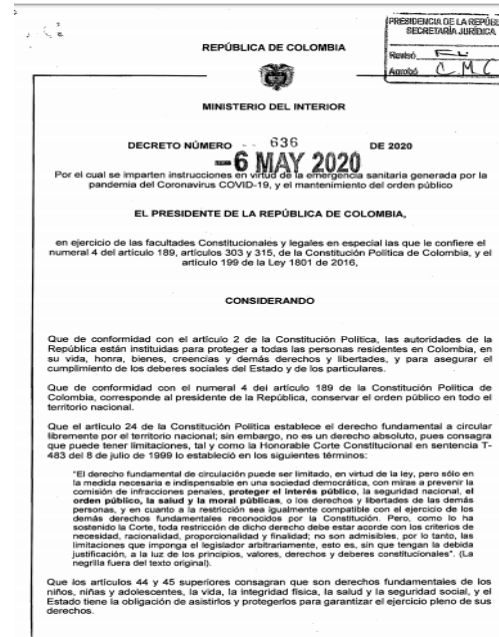 PRESIDENCIA DE LA REPÚBL
SECRETARÍA JURÍDICA
Revisó
Aprobó C M C
REPÚBLICA DE COLOMBIA
MINISTERIO DEL INTERIOR
DECRETO NÚMERO 636 DE 2020
6 MAY 2020
Por el cual se imparten instrucciones en virtud de la emergencia sanitaria generada por la
pandemia del Coronavirus COVID-19, y el mantenimiento del orden público
EL PRESIDENTE DE LA REPÚBLICA DE COLOMBIA,
en ejercicio de las facultades Constitucionales y legales en especial las que le confiere el
numeral 4 del artículo 189, artículos 303 y 315, de la Constitución Política de Colombia, y el
artículo 199 de la Ley 1801 de 2016,
CONSIDERANDO
Que de conformidad con el artículo 2 de la Constitución Política, las autoridades de la
República están instituidas para proteger a todas las personas residentes en Colombia, en
su vida, honra, bienes, creencias y demás derechos y libertades, y para asegurar el
cumplimiento de los deberes sociales del Estado y de los particulares.
Que de conformidad con el numeral 4 del artículo 189 de la Constitución Política de
Colombia, corresponde al presidente de la República, conservar el orden público en todo el
territorio nacional.
Que el artículo 24 de la Constitución Política establece el derecho fundamental a circular
libremente por el territorio nacional; sin embargo, no es un derecho absoluto, pues consagra
que puede tener limitaciones, tal y como la Honorable Corte Constitucional en sentencia T-
483 del 8 de julio de 1999 lo estableció en los siguientes términos:
"El derecho fundamental de circulación puede ser limitado, en virtud de la ley, pero sólo en
la medida necesaria e indispensable en una sociedad democrática, con miras a prevenir la
comisión de infracciones penales, proteger el interés público, la seguridad nacional, el
orden público, la salud y la moral públicas, o los derechos y libertades de las demás
personas, y en cuanto a la restricción sea igualmente compatible con el ejercicio de los
demás derechos fundamentales reconocidos por la Constitución. Pero, como lo ha
sostenido la Corte, toda restricción de dicho derecho debe estar acorde con los criterios de
necesidad, racionalidad, proporcionalidad y finalidad; no son admisibles, por lo tanto, las
limitaciones que imponga el legislador arbitrariamente, esto es, sin que tengan la debida
justificación, a la luz de los principios, valores, derechos y deberes constitucionales". (La
negrilla fuera del texto original).
Que los artículos 44 y 45 superiores consagran que son derechos fundamentales de los
niños, niñas y adolescentes, la vida, la integridad física, la salud y la seguridad social, y el
Estado tiene la obligación de asistirlos y protegerlos para garantizar el ejercicio pleno de sus
derechos.